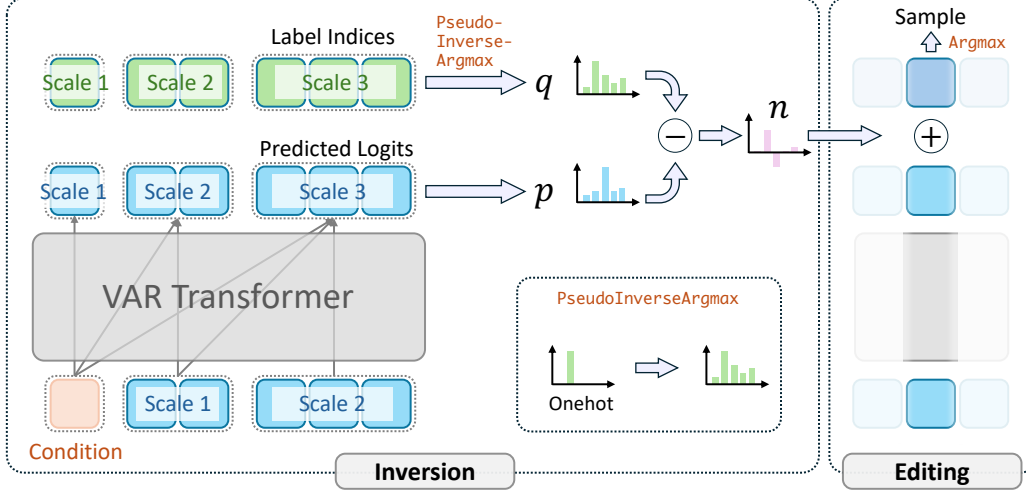 Label Indices
Pseudo-
Inverse-
Argmax
Sample
Argmax
Scale 1
Scale 2
Scale 3
q
n
−
+
Predicted Logits
Scale 1
Scale 2
Scale 3
p
VAR Transformer
PseudoInverseArgmax
Onehot
Scale 1
Scale 2
Condition
Inversion
Editing